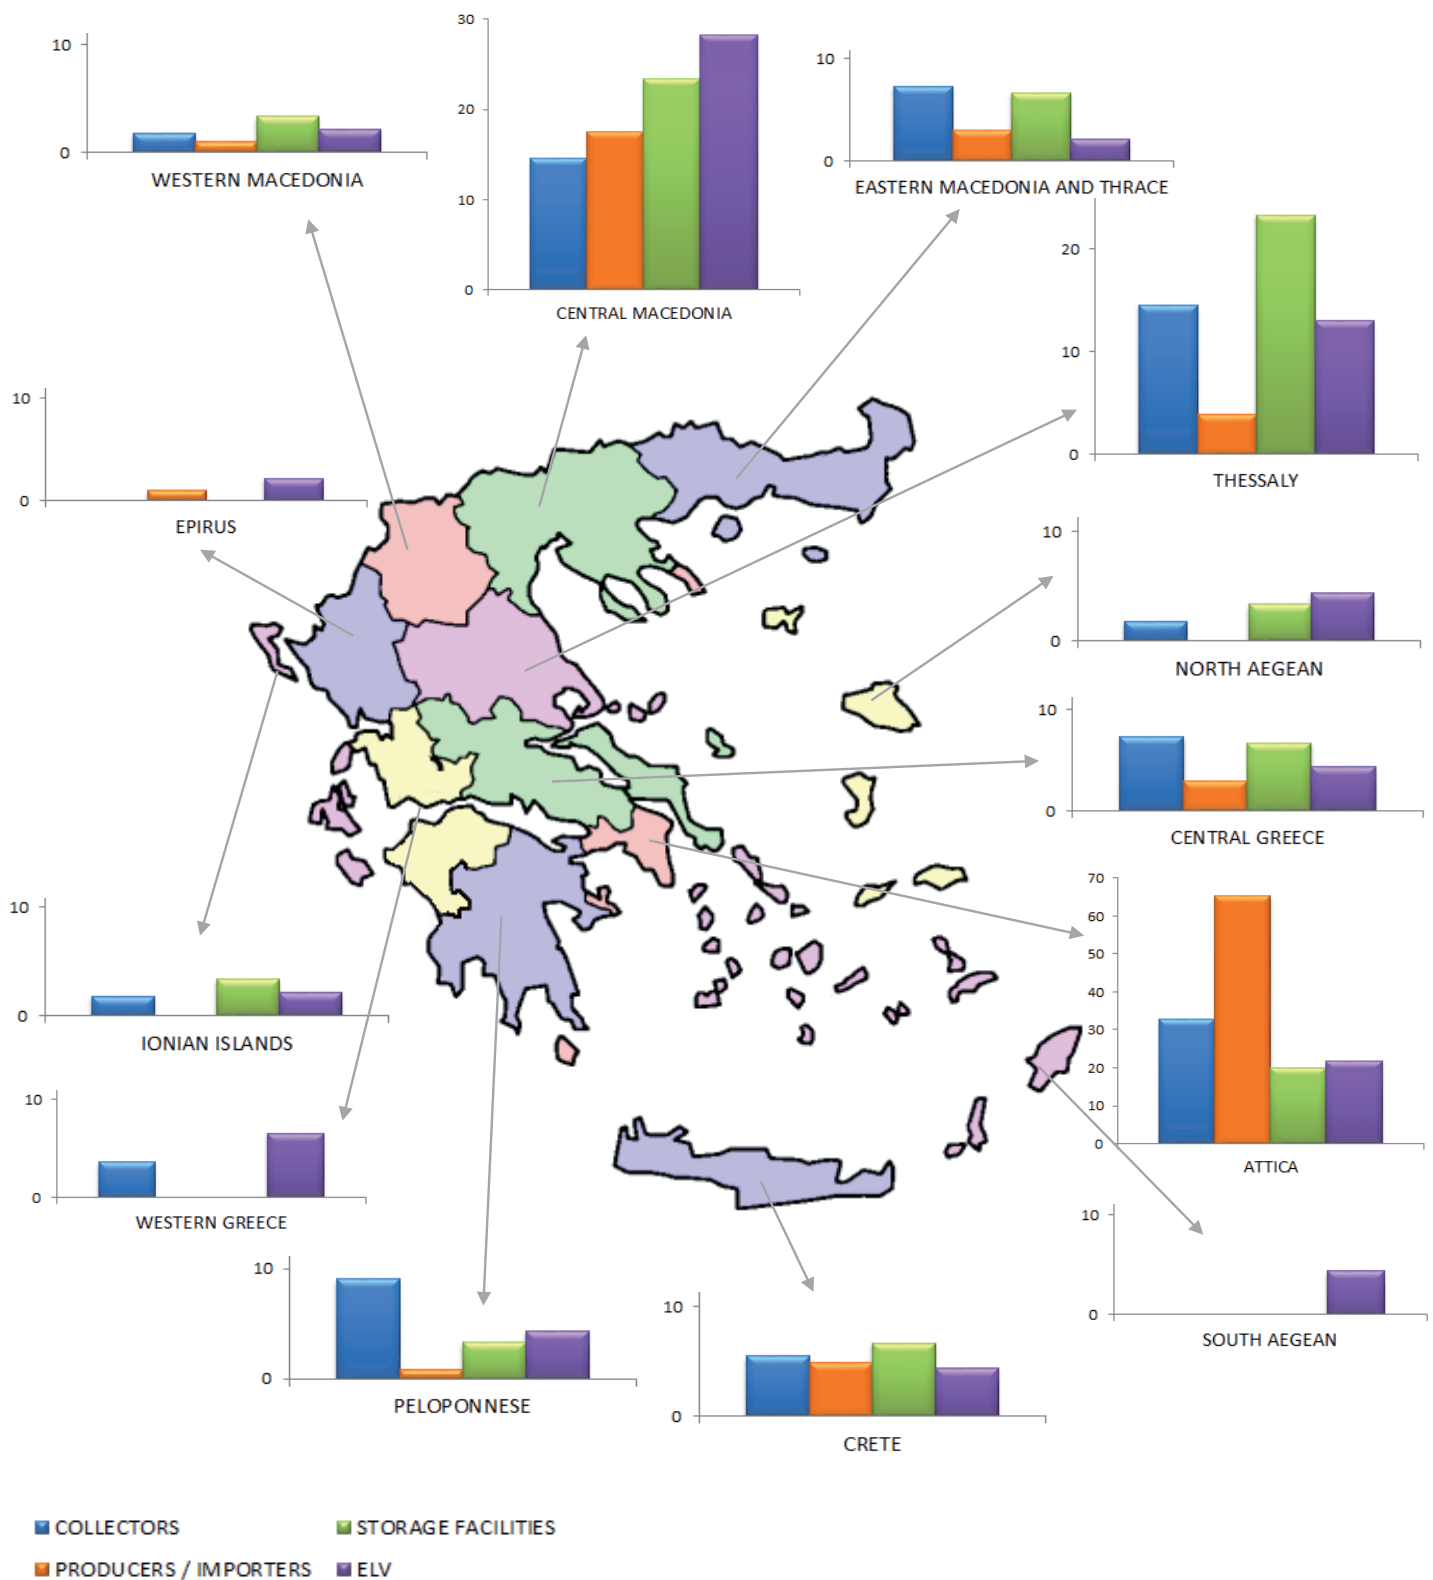 10
0
WESTERN MACEDONIA
30
20
10
0
CENTRAL MACEDONIA
10
0
EASTERN MACEDONIA AND THRACE
20
10
0
THESSALY
10
0
EPIRUS
10
0
NORTH AEGEAN
10
0
CENTRAL GREECE
70
60
50
40
30
20
10
0
ATTICA
10
0
IONIAN ISLANDS
10
0
WESTERN GREECE
10
0
SOUTH AEGEAN
10
0
PELOPONNESE
10
0
CRETE
COLLECTORS
STORAGE FACILITIES
PRODUCERS / IMPORTERS
ELV